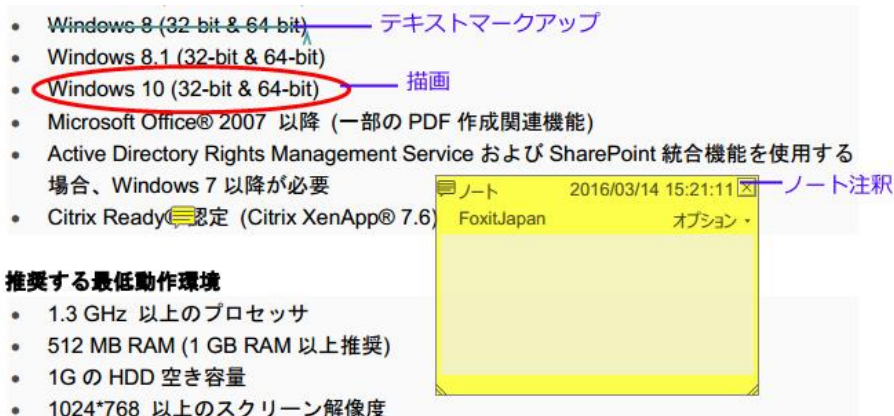 • Windows 8 (32-bit & 64-bit) テキストマークアップ
• Windows 8.1 (32-bit & 64-bit)
• Windows 10 (32-bit & 64-bit) 描画
• Microsoft Office® 2007 以降 (一部の PDF 作成関連機能)
• Active Directory Rights Management Service および SharePoint 統合機能を使用する
場合、Windows 7 以降が必要
ノート 2016/03/14 15:21:11 ノート注釈
• Citrix Ready 認定 (Citrix XenApp® 7.6)
FoxitJapan オプション
推奨する最低動作環境
• 1.3 GHz 以上のプロセッサ
• 512 MB RAM (1 GB RAM 以上推奨)
• 1G の HDD 空き容量
• 1024*768 以上のスクリーン解像度